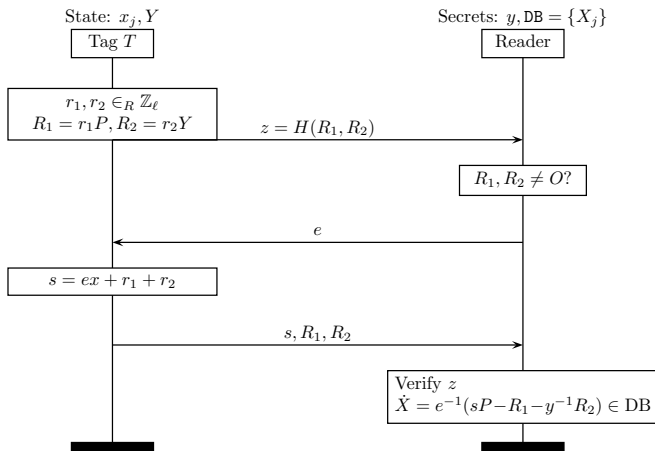 State: x_j, Y
Secrets: y, DB = {X_j}
Tag T
Reader
r_1, r_2 ∈_R ℤ_ℓ
R_1 = r_1P, R_2 = r_2Y
z = H(R_1, R_2)
R_1, R_2 ≠ O?
e
s = ex + r_1 + r_2
s, R_1, R_2
Verify z
Ẋ = e^{-1}(sP−R_1−y^{-1}R_2) ∈ DB